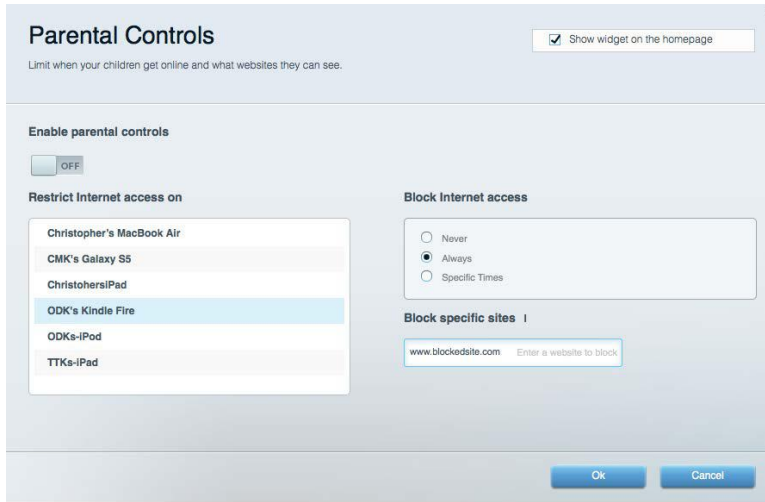 Parental Controls
Show widget on the homepage
Limit when your children get online and what websites they can see.
Enable parental controls
OFF
Restrict Internet access on
Christopher's MacBook Air
CMK's Galaxy S5
ChristohersiPad
ODK's Kindle Fire
ODKs-iPod
TTKs-iPad
Block Internet access
Never
Always
Specific Times
Block specific sites I
www.blockedsite.com Enter a website to block
Ok
Cancel